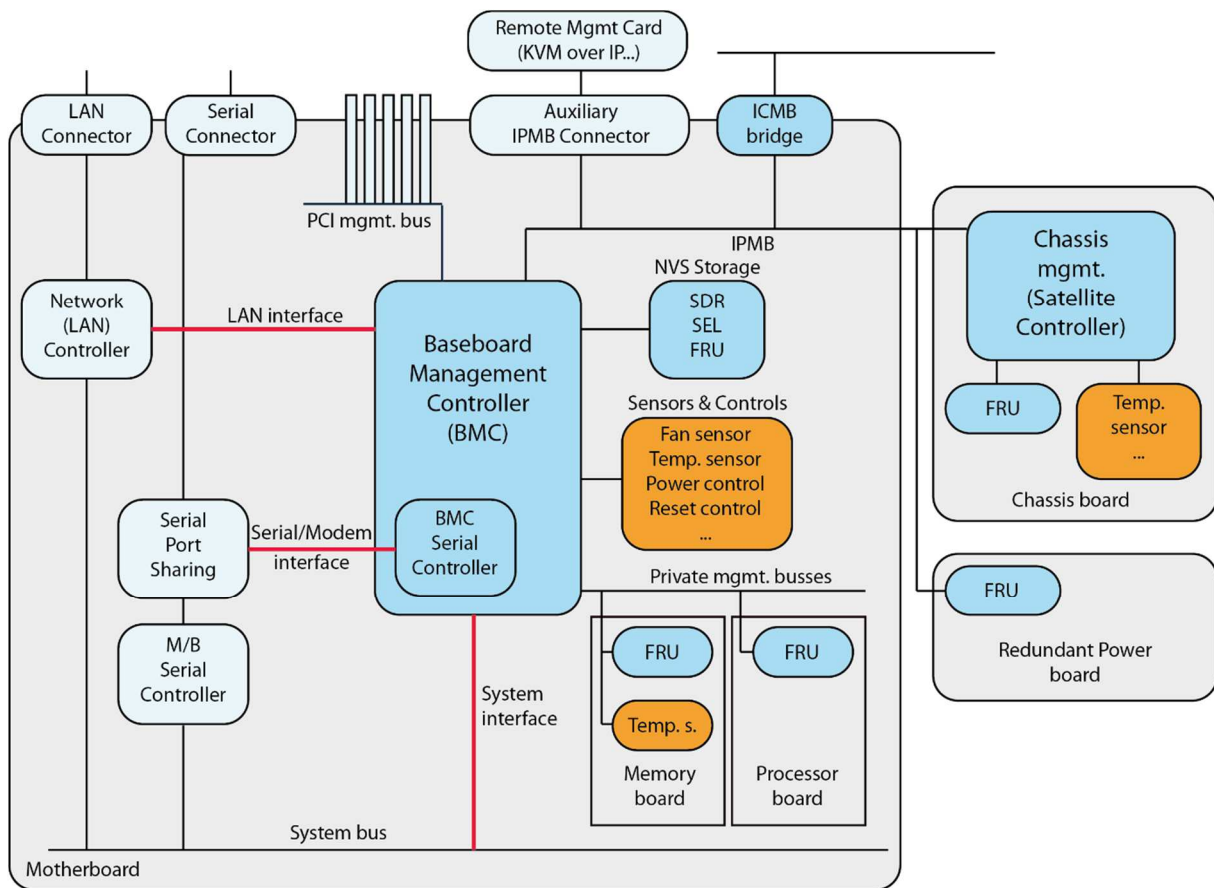 Remote Mgmt Card
(KVM over IP...)
LAN
Connector
Serial
Connector
Auxiliary
IPMB Connector
ICMB
bridge
PCI mgmt. bus
IPMB
NVS Storage
SDR
SEL
FRU
Chassis
mgmt.
(Satellite
Controller)
Network
(LAN)
Controller
LAN interface
Baseboard
Management
Controller
(BMC)
Sensors & Controls
Fan sensor
Temp. sensor
Power control
Reset control
...
FRU
Temp.
sensor
...
Chassis board
Serial
Port
Sharing
Serial/Modem
interface
BMC
Serial
Controller
Private mgmt. busses
FRU
Redundant Power
board
M/B
Serial
Controller
System
interface
FRU
Temp. s.
Memory
board
FRU
Processor
board
System bus
Motherboard